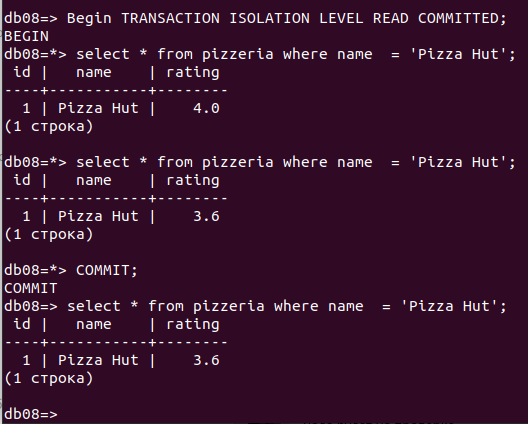 db08=> Begin TRANSACTION ISOLATION LEVEL READ COMMITTED;
BEGIN
db08=*> select * from pizzeria where name  = 'Pizza Hut';
 id |   name    | rating
----+-----------+--------
  1 | Pizza Hut |    4.0
(1 строка)

db08=*> select * from pizzeria where name  = 'Pizza Hut';
 id |   name    | rating
----+-----------+--------
  1 | Pizza Hut |    3.6
(1 строка)

db08=*> COMMIT;
COMMIT
db08=> select * from pizzeria where name  = 'Pizza Hut';
 id |   name    | rating
----+-----------+--------
  1 | Pizza Hut |    3.6
(1 строка)

db08=>